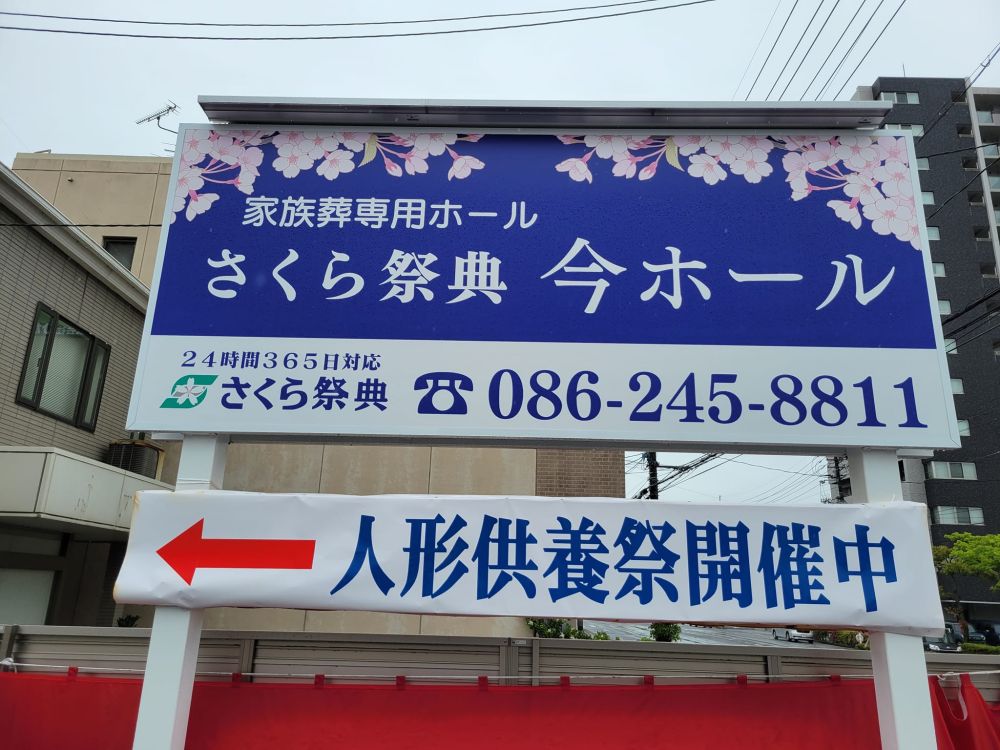 家族葬専用ホール
さくら祭典 今ホール
24時間365日対応
さくら祭典 ☎086-245-8811
人形供養祭開催中